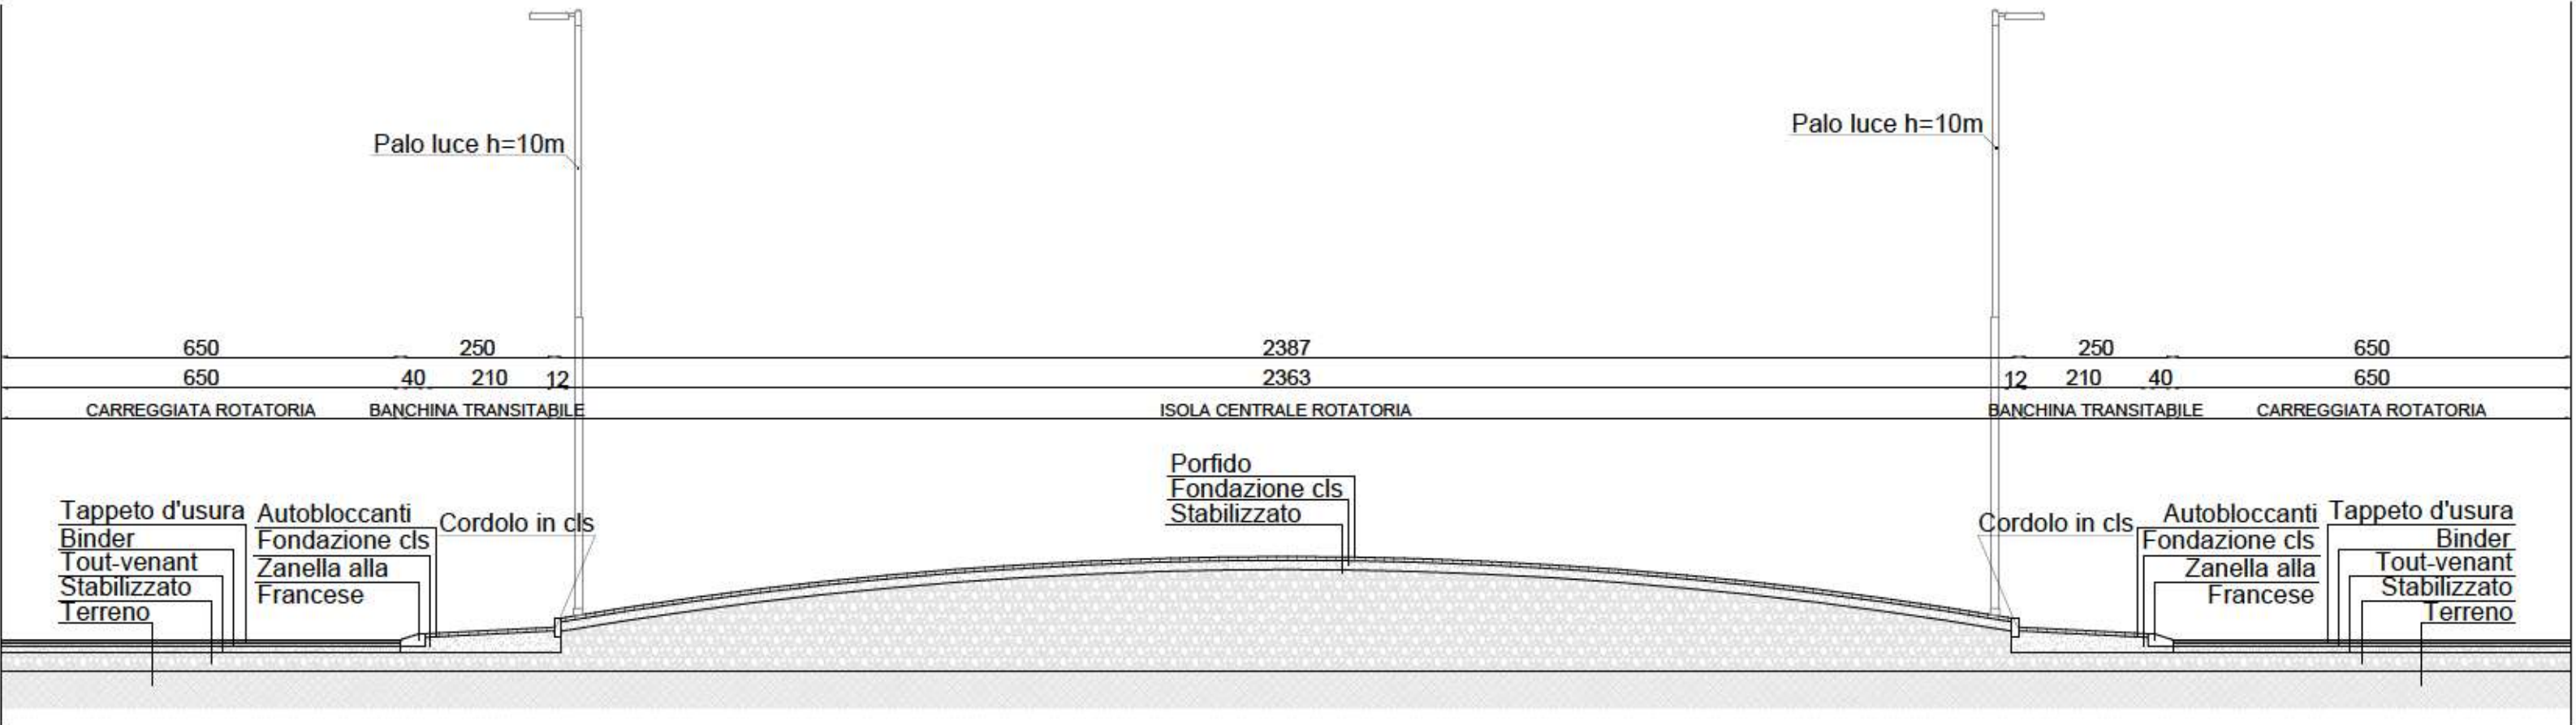 Palo luce h=10m
Palo luce h=10m
650 250 2387 250 650
650 40 210 12 2363 12 210 40 650
CARREGGIATA ROTATORIA BANCHINA TRANSITABILE ISOLA CENTRALE ROTATORIA BANCHINA TRANSITABILE CARREGGIATA ROTATORIA
Tappeto d'usura
Binder
Tout-venant
Stabilizzato
Terreno
Autobloccanti
Fondazione cls
Zanella alla
Francese
Cordolo in cls
Porfido
Fondazione cls
Stabilizzato
Cordolo in cls
Autobloccanti
Fondazione cls
Zanella alla
Francese
Tappeto d'usura
Binder
Tout-venant
Stabilizzato
Terreno